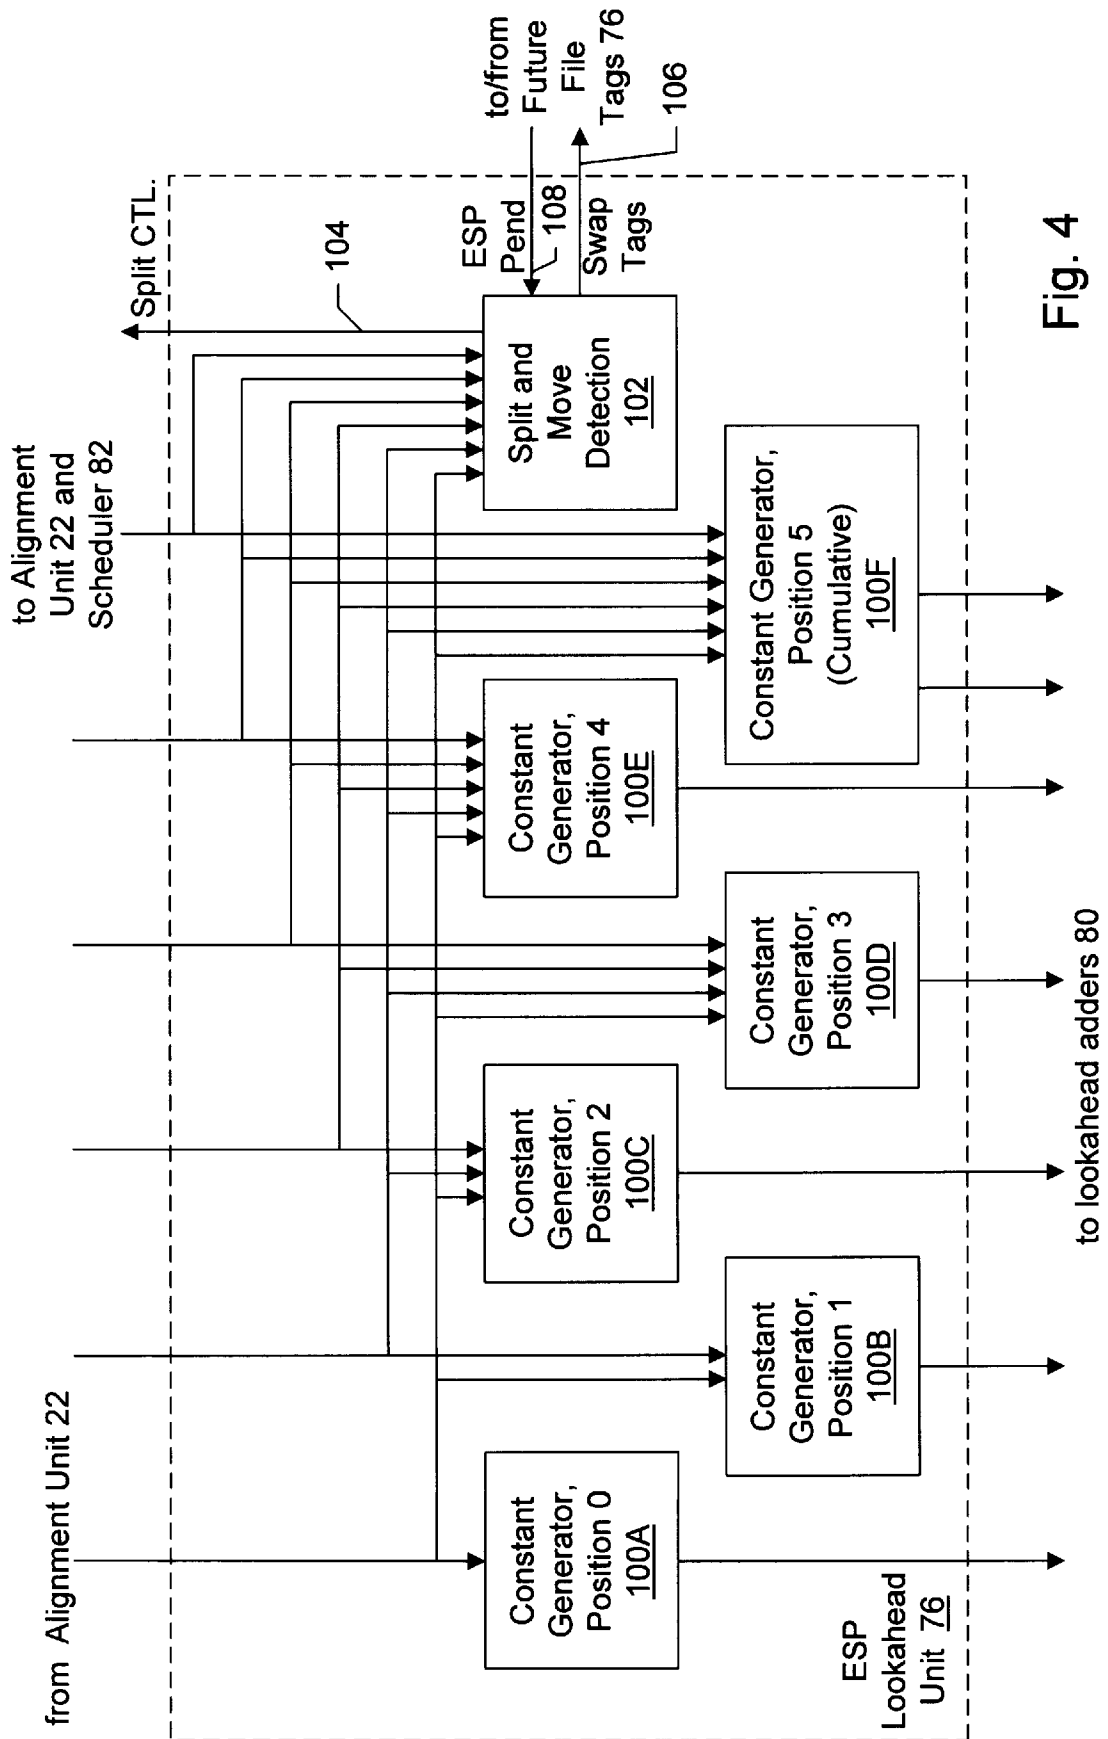 from Alignment Unit 22
to Alignment
Unit 22 and
Scheduler 82
Split CTL.
104
to/from
Future
File
Tags 76
106
ESP
Pend
108
Swap
Tags
Split and
Move
Detection
102
Constant
Generator,
Position 0
100A
Constant
Generator,
Position 2
100C
Constant
Generator,
Position 4
100E
Constant
Generator,
Position 1
100B
Constant
Generator,
Position 3
100D
Constant Generator,
Position 5
(Cumulative)
100F
ESP
Lookahead
Unit 76
to lookahead adders 80
Fig. 4